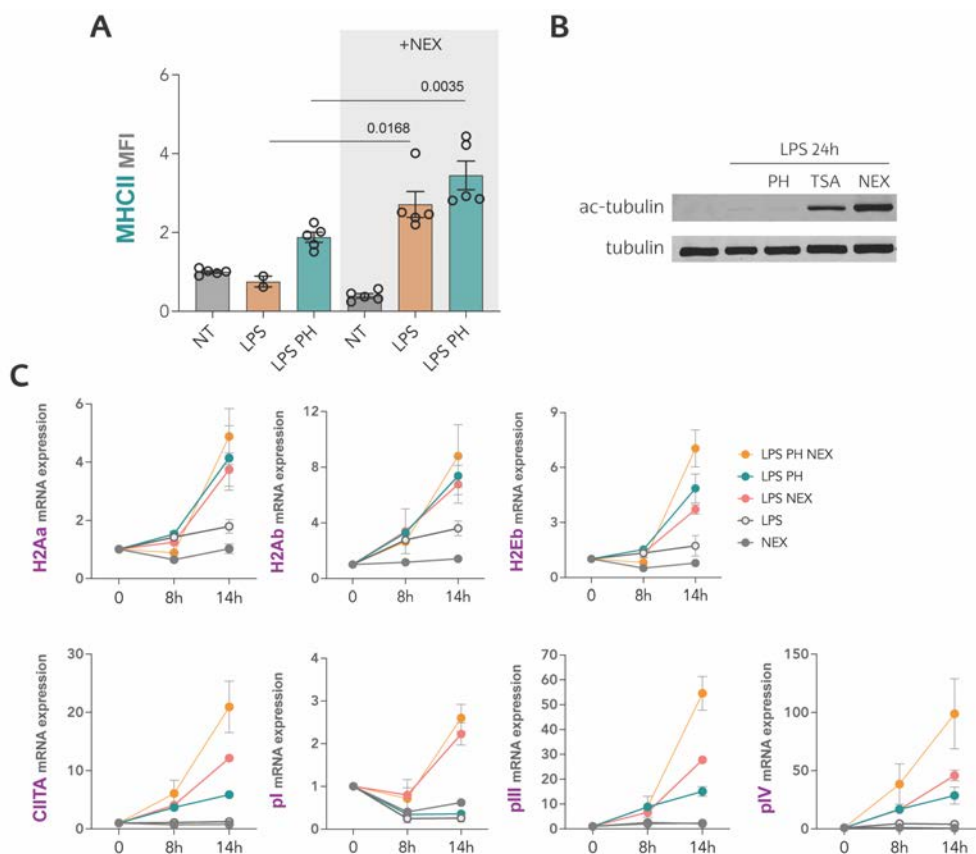 A
+NEX
MHCII MFI
6
4
2
0
0.0035
0.0168
NT
LPS
LPS PH
NT
LPS
LPS PH
B
LPS 24h
PH TSA NEX
ac-tubulin
tubulin
C
H2Aa mRNA expression
6
4
2
0
0 8h 14h
H2Ab mRNA expression
12
8
4
0
0 8h 14h
H2Eb mRNA expression
9
6
3
0
0 8h 14h
LPS PH NEX
LPS PH
LPS NEX
LPS
NEX
CIITA mRNA expression
30
20
10
0
0 8h 14h
pI mRNA expression
4
3
2
1
0
0 8h 14h
pIII mRNA expression
70
60
50
40
30
20
10
0
0 8h 14h
pIV mRNA expression
150
100
50
0
0 8h 14h